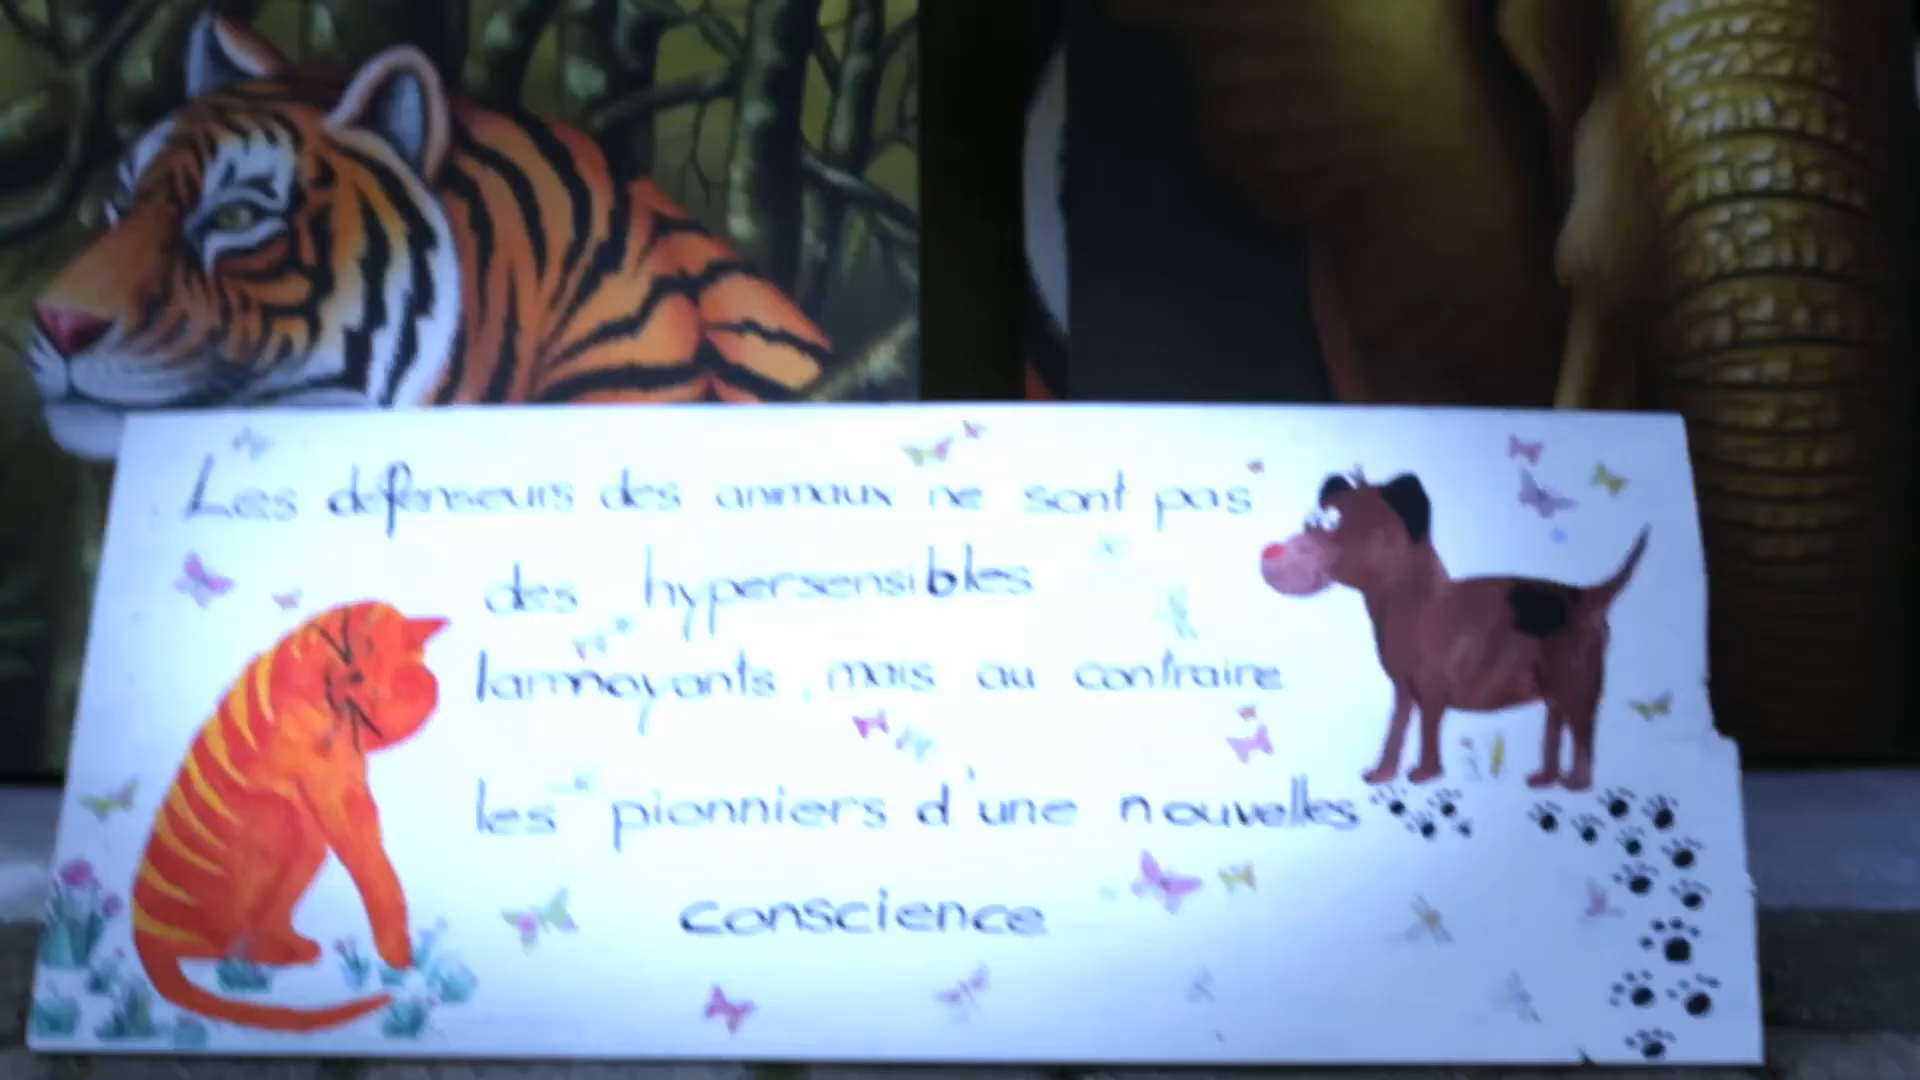 Les défenseurs des animaux ne sont pas
des hypersensibles
larmoyants, mais au contraire
les pionniers d'une nouvelles
conscience